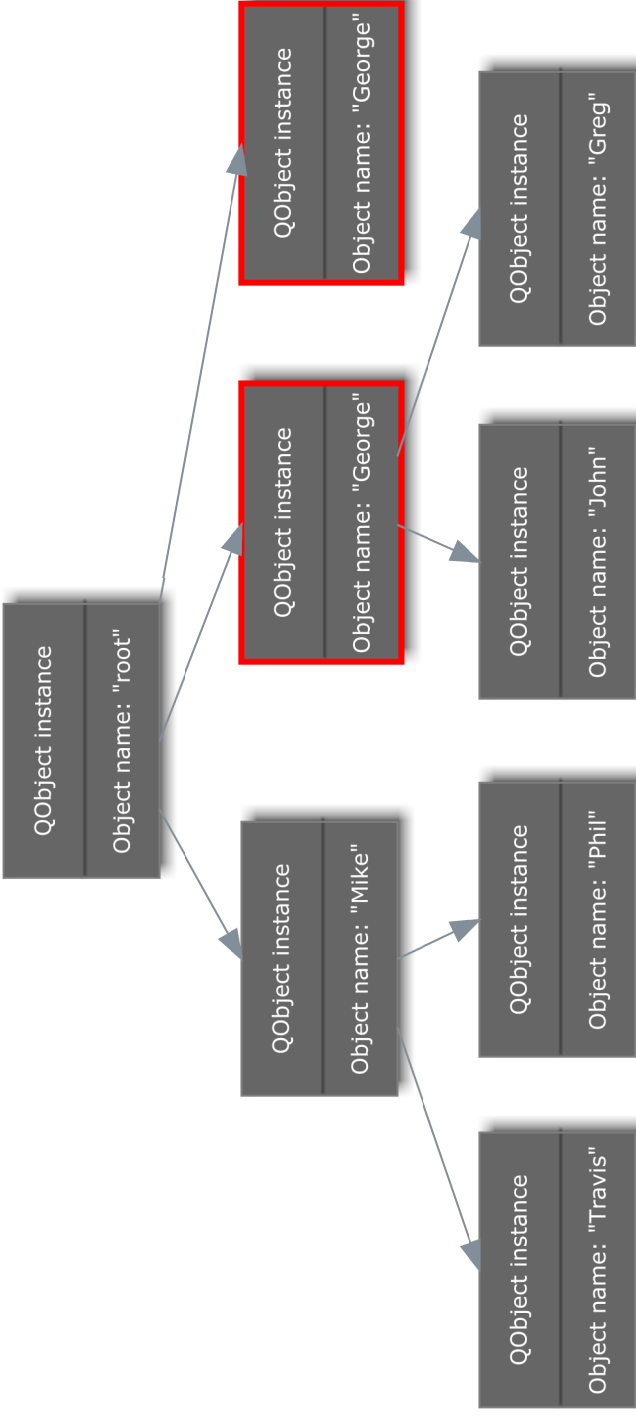 QObject instance
Object name: "root"
QObject instance
Object name: "Mike"
QObject instance
Object name: "George"
QObject instance
Object name: "George"
QObject instance
Object name: "Travis"
QObject instance
Object name: "Phil"
QObject instance
Object name: "John"
QObject instance
Object name: "Greg"